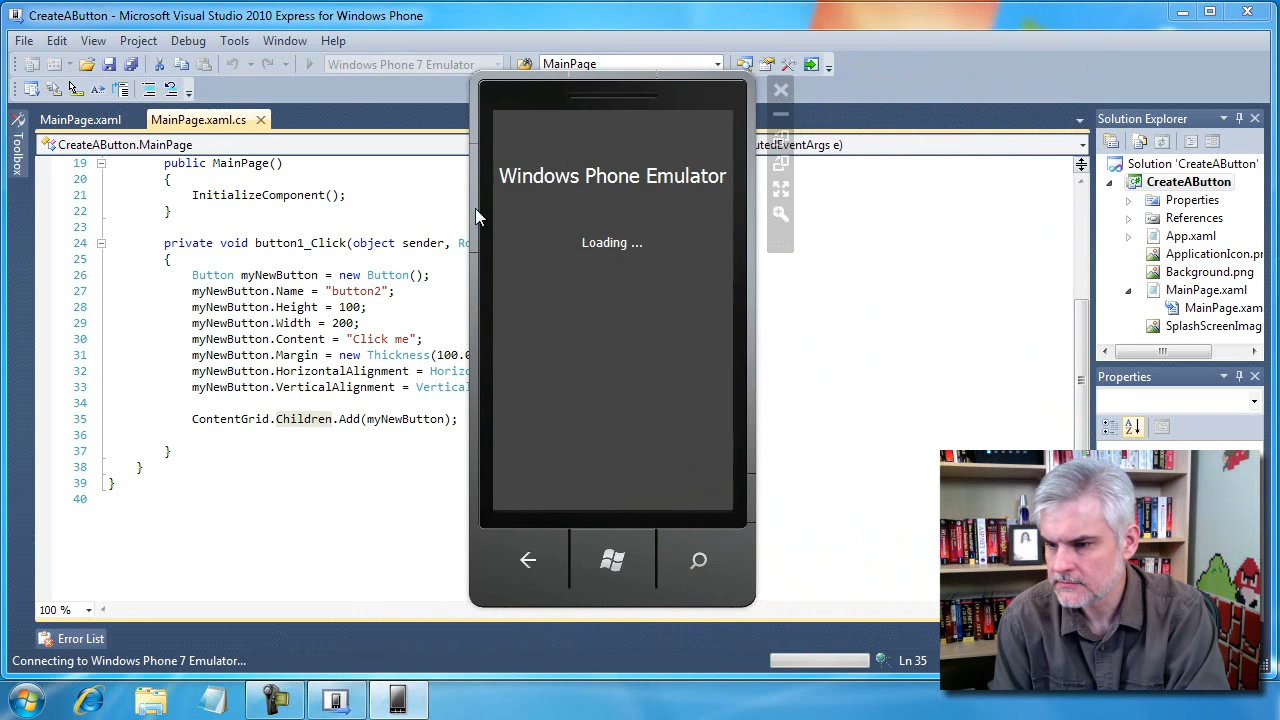 CreateAButton - Microsoft Visual Studio 2010 Express for Windows Phone
File Edit View Project Debug Tools Window Help
Windows Phone 7 Emulator MainPage
MainPage.xaml MainPage.xaml.cs
CreateAButton.MainPage utedEventArgs e)
19 public MainPage()
20 {
21 InitializeComponent();
22 }
23
24 private void button1_Click(object sender, Ro
25 {
26 Button myNewButton = new Button();
27 myNewButton.Name = "button2";
28 myNewButton.Height = 100;
29 myNewButton.Width = 200;
30 myNewButton.Content = "Click me";
31 myNewButton.Margin = new Thickness(100.0
32 myNewButton.HorizontalAlignment = Horiz
33 myNewButton.VerticalAlignment = Vertical
34
35 ContentGrid.Children.Add(myNewButton);
36
37 }
38 }
39 }
40
100 %
Toolbox
Windows Phone Emulator
Loading ...
Solution Explorer
Solution 'CreateAButton'
CreateAButton
Properties
References
App.xaml
ApplicationIcon.pr
Background.png
MainPage.xaml
MainPage.xam
SplashScreenImag
Properties
Error List
Connecting to Windows Phone 7 Emulator...
Ln 35